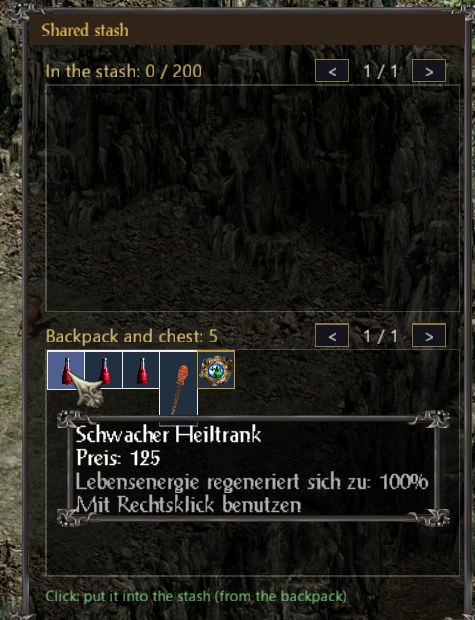 Shared stash
In the stash: 0 / 200
< 1 / 1 >
Backpack and chest: 5
< 1 / 1 >
Schwacher Heiltrank
Preis: 125
Lebensenergie regeneriert sich zu: 100%
Mit Rechtsklick benutzen
Click: put it into the stash (from the backpack)